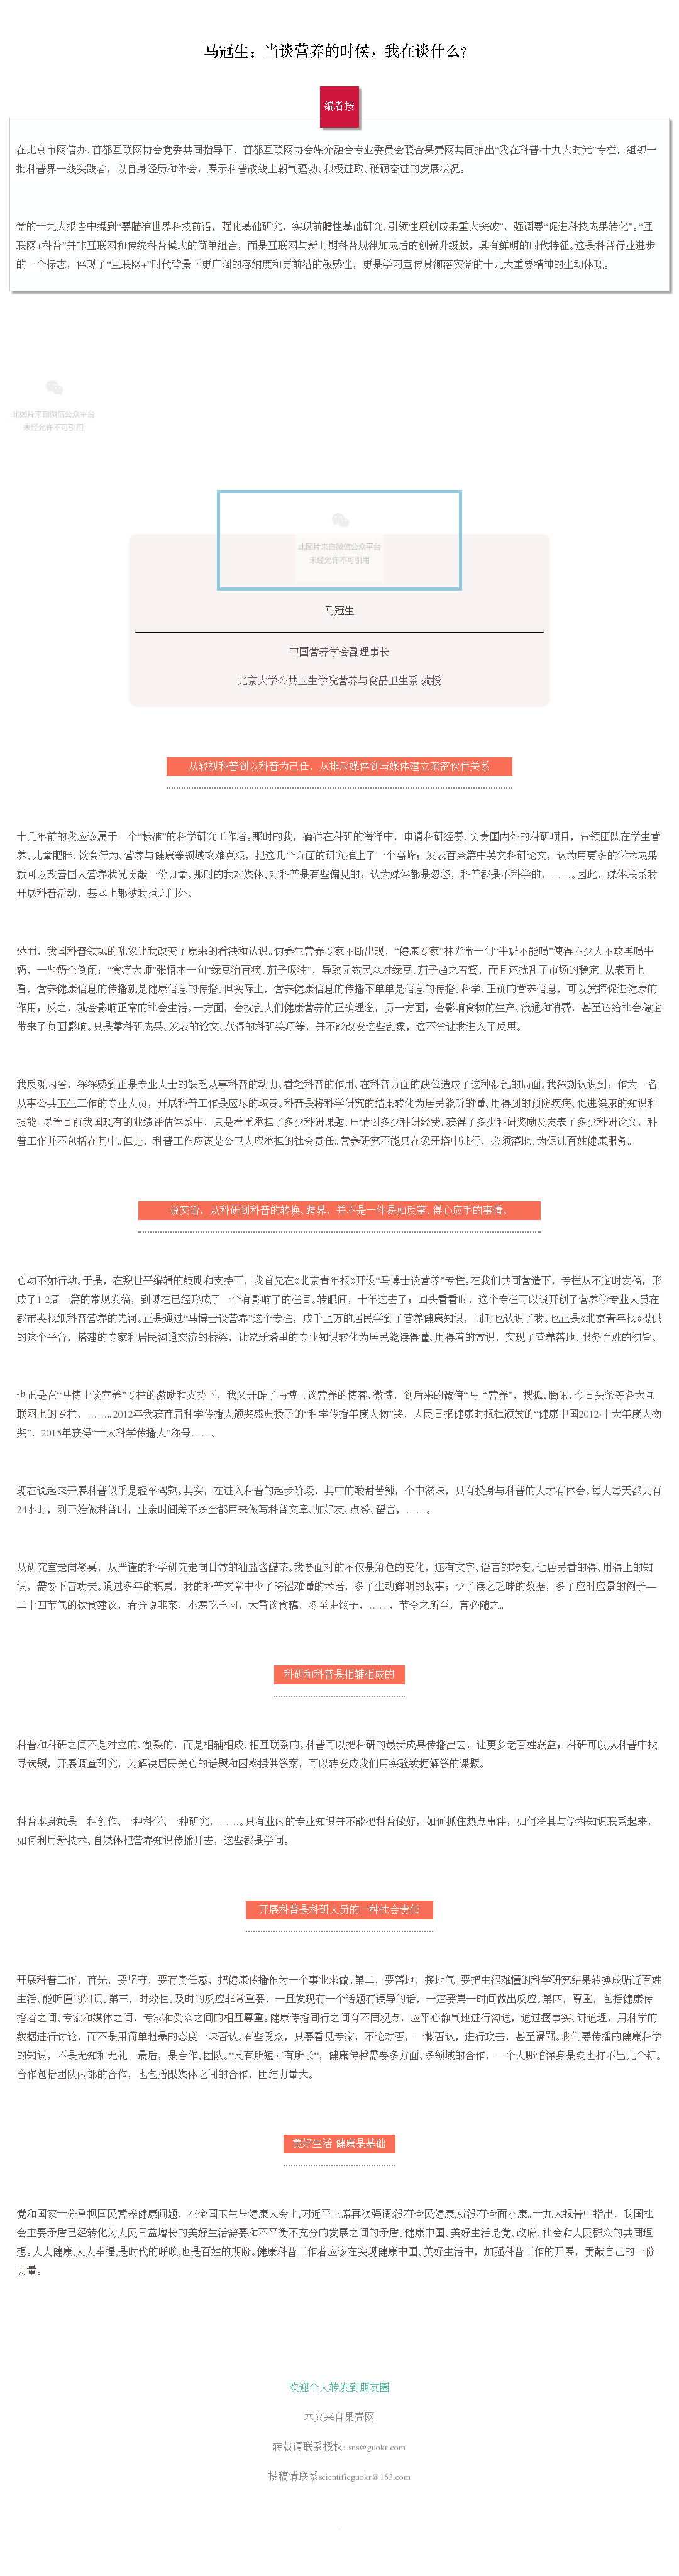 马冠生：当谈营养的时候，我在谈什么？
编者按
在北京市网信办、首都互联网协会党委共同指导下，首都互联网协会媒介融合专业委员会联合果壳网共同推出“我在科普·十九大时光”专栏，组织一
批科普界一线实践者，以自身经历和体会，展示科普战线上朝气蓬勃、积极进取、砥砺奋进的发展状况。
党的十九大报告中提到“要瞄准世界科技前沿，强化基础研究，实现前瞻性基础研究、引领性原创成果重大突破”，强调要“促进科技成果转化”。“互
联网+科普”并非互联网和传统科普模式的简单组合，而是互联网与新时期科普规律加成后的创新升级版，具有鲜明的时代特征。这是科普行业进步
的一个标志，体现了“互联网+”时代背景下更广阔的容纳度和更前沿的敏感性，更是学习宣传贯彻落实党的十九大重要精神的生动体现。
此图片来自微信公众平台
未经允许不可引用
此图片来自微信公众平台
未经允许不可引用
马冠生
中国营养学会副理事长
北京大学公共卫生学院营养与食品卫生系 教授
从轻视科普到以科普为己任，从排斥媒体到与媒体建立亲密伙伴关系
十几年前的我应该属于一个“标准”的科学研究工作者。那时的我，徜徉在科研的海洋中，申请科研经费、负责国内外的科研项目，带领团队在学生营
养、儿童肥胖、饮食行为、营养与健康等领域攻难克艰，把这几个方面的研究推上了一个高峰；发表百余篇中英文科研论文，认为用更多的学术成果
就可以改善国人营养状况贡献一份力量。那时的我对媒体、对科普是有些偏见的：认为媒体都是忽悠，科普都是不科学的，……。因此，媒体联系我
开展科普活动，基本上都被我拒之门外。
然而，我国科普领域的乱象让我改变了原来的看法和认识。伪养生营养专家不断出现，“健康专家”林光常一句“牛奶不能喝”使得不少人不敢再喝牛
奶，一些奶企倒闭；“食疗大师”张悟本一句“绿豆治百病、茄子吸油”，导致无数民众对绿豆、茄子趋之若鹜，而且还扰乱了市场的稳定。从表面上
看，营养健康信息的传播就是健康信息的传播。但实际上，营养健康信息的传播不单单是信息的传播。科学、正确的营养信息，可以发挥促进健康的
作用；反之，就会影响正常的社会生活。一方面，会扰乱人们健康营养的正确理念，另一方面，会影响食物的生产、流通和消费，甚至还给社会稳定
带来了负面影响。只是靠科研成果、发表的论文、获得的科研奖项等，并不能改变这些乱象，这不禁让我进入了反思。
我反观内省，深深感到正是专业人士的缺乏从事科普的动力、看轻科普的作用、在科普方面的缺位造成了这种混乱的局面。我深刻认识到：作为一名
从事公共卫生工作的专业人员，开展科普工作是应尽的职责。科普是将科学研究的结果转化为居民能听的懂、用得到的预防疾病、促进健康的知识和
技能。尽管目前我国现有的业绩评估体系中，只是看重承担了多少科研课题、申请到多少科研经费、获得了多少科研奖励及发表了多少科研论文，科
普工作并不包括在其中。但是，科普工作应该是公卫人应承担的社会责任。营养研究不能只在象牙塔中进行，必须落地、为促进百姓健康服务。
说实话，从科研到科普的转换、跨界，并不是一件易如反掌、得心应手的事情。
心动不如行动。于是，在魏世平编辑的鼓励和支持下，我首先在《北京青年报》开设“马博士谈营养”专栏。在我们共同营造下，专栏从不定时发稿，形
成了1-2周一篇的常规发稿，到现在已经形成了一个有影响了的栏目。转眼间，十年过去了；回头看看时，这个专栏可以说开创了营养学专业人员在
都市类报纸科普营养的先河。正是通过“马博士谈营养”这个专栏，成千上万的居民学到了营养健康知识，同时也认识了我。也正是《北京青年报》提供
的这个平台，搭建的专家和居民沟通交流的桥梁，让象牙塔里的专业知识转化为居民能读得懂、用得着的常识，实现了营养落地、服务百姓的初旨。
也正是在“马博士谈营养”专栏的激励和支持下，我又开辟了马博士谈营养的博客、微博，到后来的微信“马上营养”，搜狐、腾讯、今日头条等各大互
联网上的专栏，……。2012年我获首届科学传播人颁奖盛典授予的“科学传播年度人物”奖，人民日报健康时报社颁发的“健康中国2012·十大年度人物
奖”，2015年获得“十大科学传播人”称号……。
现在说起来开展科普似乎是轻车驾熟。其实，在进入科普的起步阶段，其中的酸甜苦辣，个中滋味，只有投身与科普的人才有体会。每人每天都只有
24小时，刚开始做科普时，业余时间差不多全都用来做写科普文章、加好友、点赞、留言，……。
从研究室走向餐桌，从严谨的科学研究走向日常的油盐酱醋茶。我要面对的不仅是角色的变化，还有文字、语言的转变。让居民看的得、用得上的知
识，需要下苦功夫。通过多年的积累，我的科普文章中少了晦涩难懂的术语，多了生动鲜明的故事；少了读之乏味的数据，多了应时应景的例子—
二十四节气的饮食建议，春分说韭菜，小寒吃羊肉，大雪谈食藕，冬至讲饺子，……，节令之所至，言必随之。
科研和科普是相辅相成的
科普和科研之间不是对立的、割裂的，而是相辅相成、相互联系的。科普可以把科研的最新成果传播出去，让更多老百姓获益；科研可以从科普中找
寻选题，开展调查研究，为解决居民关心的话题和困惑提供答案，可以转变成我们用实验数据解答的课题。
科普本身就是一种创作、一种科学、一种研究，……。只有业内的专业知识并不能把科普做好，如何抓住热点事件，如何将其与学科知识联系起来，
如何利用新技术、自媒体把营养知识传播开去，这些都是学问。
开展科普是科研人员的一种社会责任
开展科普工作，首先，要坚守，要有责任感，把健康传播作为一个事业来做。第二，要落地，接地气。要把生涩难懂的科学研究结果转换成贴近百姓
生活、能听懂的知识。第三，时效性。及时的反应非常重要，一旦发现有一个话题有误导的话，一定要第一时间做出反应。第四，尊重，包括健康传
播者之间、专家和媒体之间，专家和受众之间的相互尊重。健康传播同行之间有不同观点，应平心静气地进行沟通，通过摆事实、讲道理，用科学的
数据进行讨论，而不是用简单粗暴的态度一味否认。有些受众，只要看见专家，不论对否，一概否认，进行攻击，甚至漫骂。我们要传播的健康科学
的知识，不是无知和无礼！最后，是合作、团队。“尺有所短寸有所长“，健康传播需要多方面、多领域的合作，一个人哪怕浑身是铁也打不出几个钉。
合作包括团队内部的合作，也包括跟媒体之间的合作，团结力量大。
美好生活 健康是基础
党和国家十分重视国民营养健康问题，在全国卫生与健康大会上,习近平主席再次强调:没有全民健康,就没有全面小康。十九大报告中指出，我国社
会主要矛盾已经转化为人民日益增长的美好生活需要和不平衡不充分的发展之间的矛盾。健康中国、美好生活是党、政府、社会和人民群众的共同理
想。人人健康,人人幸福,是时代的呼唤,也是百姓的期盼。健康科普工作者应该在实现健康中国、美好生活中，加强科普工作的开展，贡献自己的一份
力量。
欢迎个人转发到朋友圈
本文来自果壳网
转载请联系授权: sns@guokr.com
投稿请联系scientificguokr@163.com